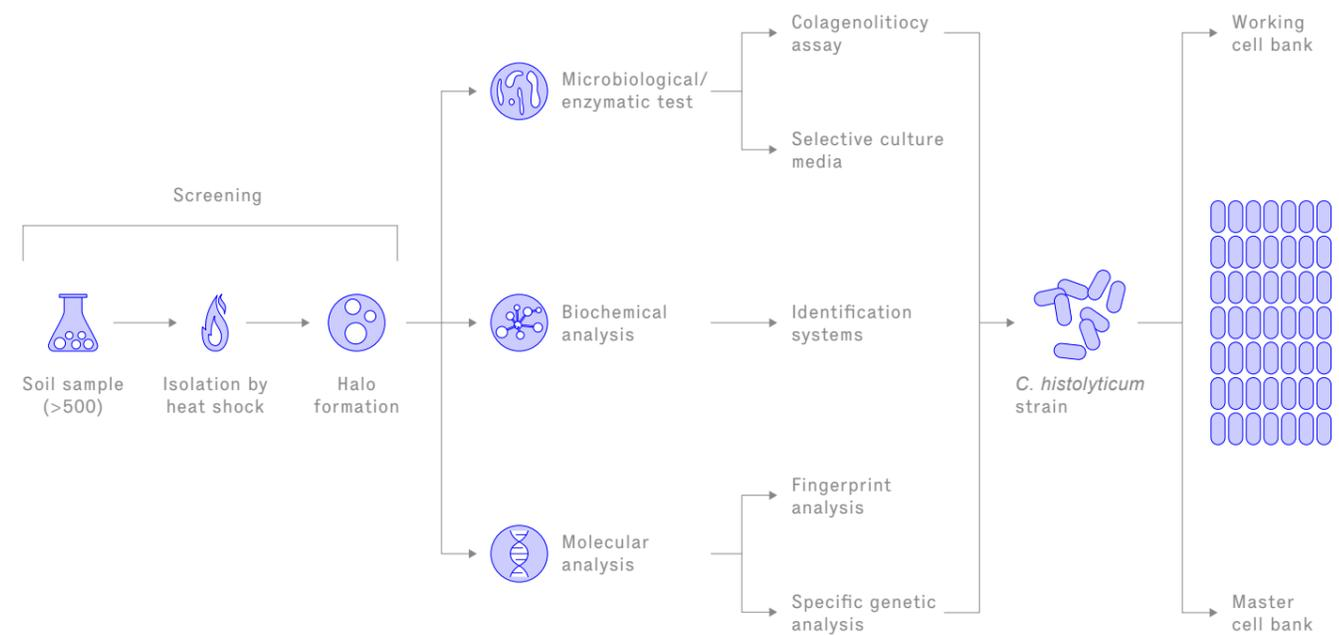 Screening
Soil sample
(>500)
Isolation by
heat shock
Halo
formation
Microbiological/
enzymatic test
Biochemical
analysis
Molecular
analysis
Colagenolitiocy
assay
Selective culture
media
Identification
systems
Fingerprint
analysis
Specific genetic
analysis
C. histolyticum
strain
Working
cell bank
Master
cell bank